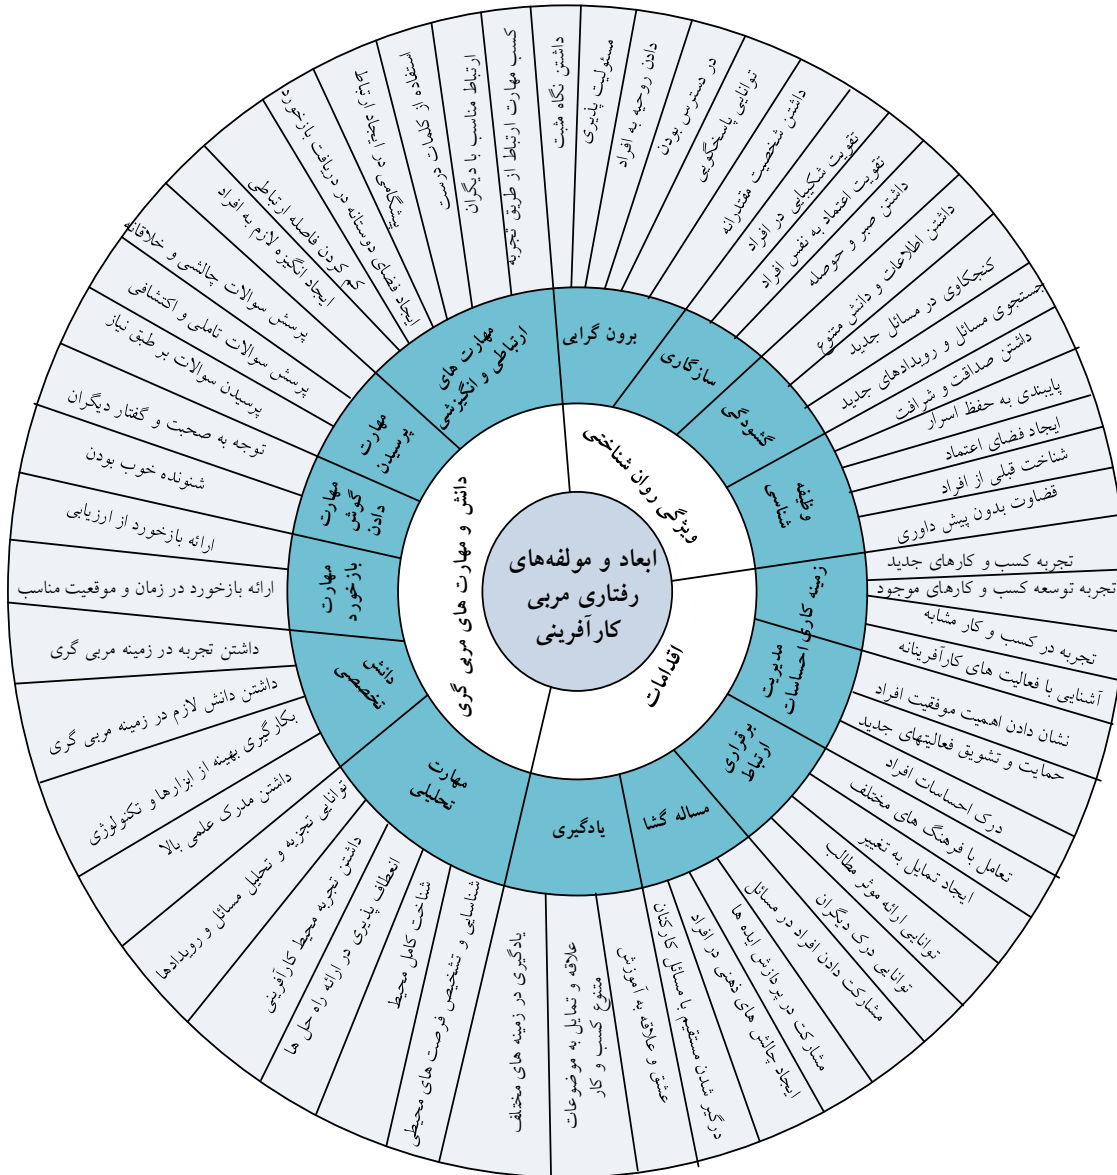 ابعاد و مولفه‌های
رفتاری مربی
کارآفرینی
ویژگی روان شناختی
اقدامات
دانش و مهارت های مربی گری
برون گرایی
سازگاری
گشودگی
وظیفه
شناسی
زمینه کاری
مدیریت
احساسات
برقراری
ارتباط
مساله گشا
یادگیری
مهارت
تحلیلی
دانش
تخصصی
مهارت
بازخورد
مهارت
گوش
دادن
مهارت
پرسیدن
مهارت های
ارتباطی و انگیزشی
داشتن نگاه مثبت
مسئولیت پذیری
دادن روحیه به افراد
در دسترس بودن
توانایی پاسخگویی
داشتن شخصیت مقتدرانه
تقویت شکیبایی در افراد
تقویت اعتماد به نفس افراد
داشتن صبر و حوصله
داشتن اطلاعات و دانش متنوع
کنجکاوی در مسائل جدید
جستجوی مسائل و رویدادهای جدید
داشتن صداقت و شرافت
پایبندی به حفظ اسرار
ایجاد فضای اعتماد
شناخت قبلی از افراد
قضاوت بدون پیش داوری
تجربه کسب و کارهای جدید
تجربه توسعه کسب و کارهای موجود
تجربه در کسب و کار مشابه
آشنایی با فعالیت های کارآفرینانه
نشان دادن اهمیت موفقیت افراد
حمایت و تشویق فعالیتهای جدید
درک احساسات افراد
تعامل با فرهنگ های مختلف
ایجاد تمایل به تغییر
توانایی ارائه موثر مطالب
توانایی درک دیگران
مشارکت دادن افراد در مسائل
مشارکت در پردازش ایده ها
ایجاد چالش های ذهنی در افراد
درگیر شدن مستقیم با مسائل کارکنان
عشق و علاقه به آموزش
علاقه و تمایل به موضوعات
متنوع کسب و کار
یادگیری در زمینه های مختلف
شناسایی و تشخیص فرصت های محیطی
شناخت کامل محیط
انعطاف پذیری در ارائه راه حل ها
داشتن تجربه محیط کارآفرینی
توانایی تجزیه و تحلیل مسائل و رویدادها
داشتن مدرک علمی بالا
بکارگیری بهینه از ابزارها و تکنولوژی
داشتن دانش لازم در زمینه مربی گری
داشتن تجربه در زمینه مربی گری
ارائه بازخورد در زمان و موقعیت مناسب
ارائه بازخورد از ارزیابی
شنونده خوب بودن
توجه به صحبت و گفتار دیگران
پرسیدن سوالات بر طبق نیاز
پرسش سوالات تاملی و اکتشافی
پرسش سوالات چالشی و خلاقانه
ایجاد انگیزه لازم به افراد
کم کردن فاصله ارتباطی
ایجاد فضای دوستانه در دریافت بازخورد
پیشگامی در ایجاد ارتباط
استفاده از کلمات درست
ارتباط مناسب با دیگران
کسب مهارت ارتباط از طریق تجربه